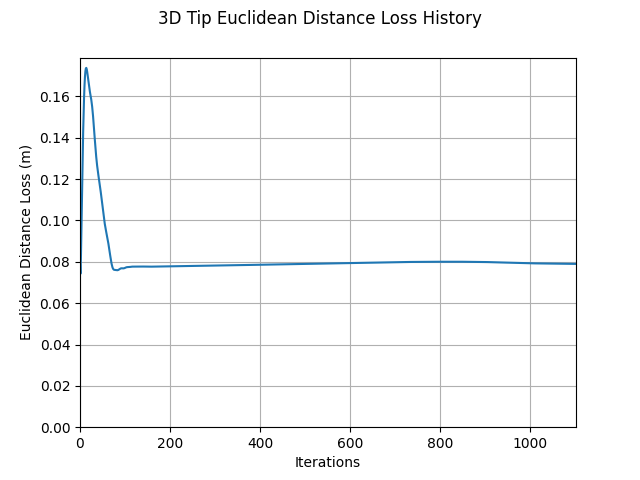 3D Tip Euclidean Distance Loss History
Euclidean Distance Loss (m)
0.16
0.14
0.12
0.10
0.08
0.06
0.04
0.02
0.00
0 200 400 600 800 1000
Iterations